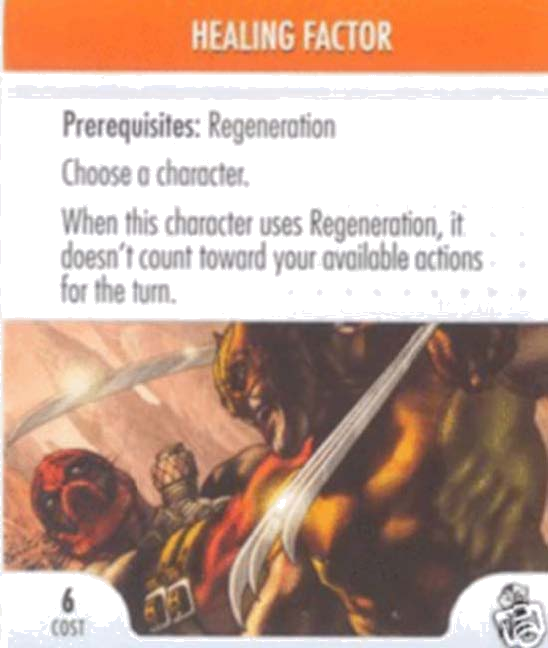 HEALING FACTOR
Prerequisites: Regeneration
Choose a character.
When this character uses Regeneration, it
doesn't count toward your available actions
for the turn.
6
COST